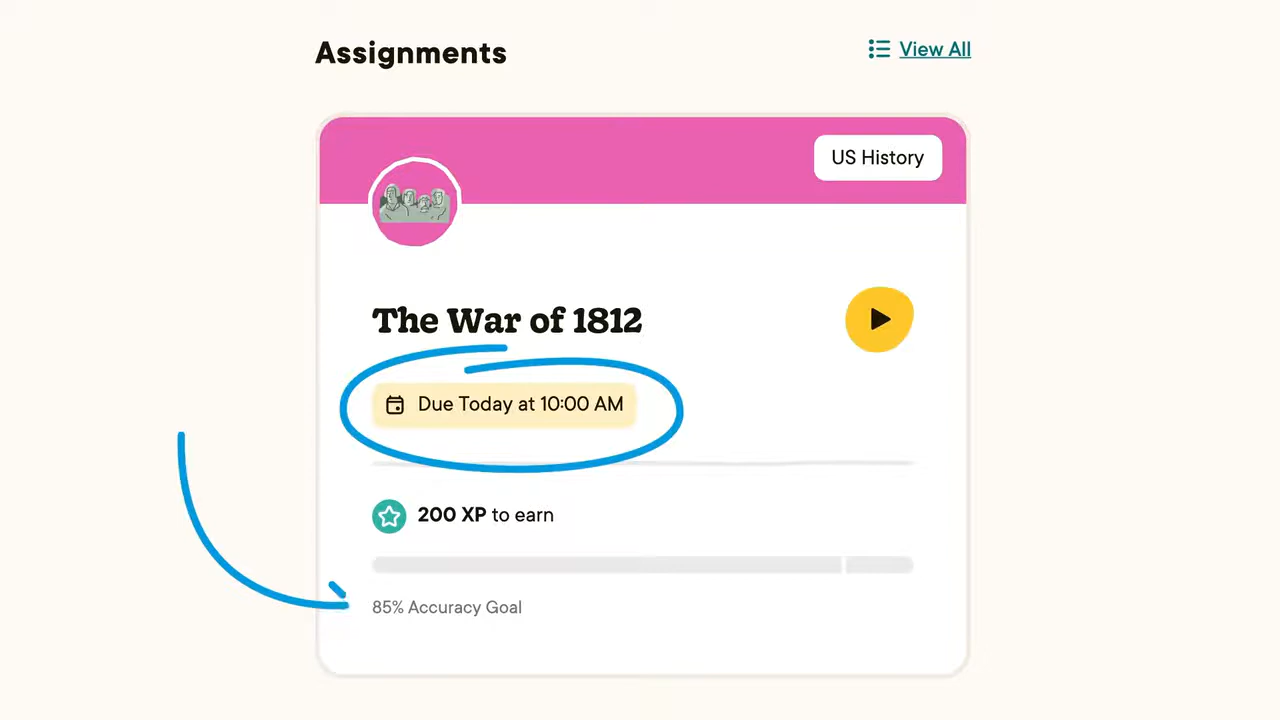 Assignments
View All
US History
The War of 1812
Due Today at 10:00 AM
200 XP to earn
85% Accuracy Goal